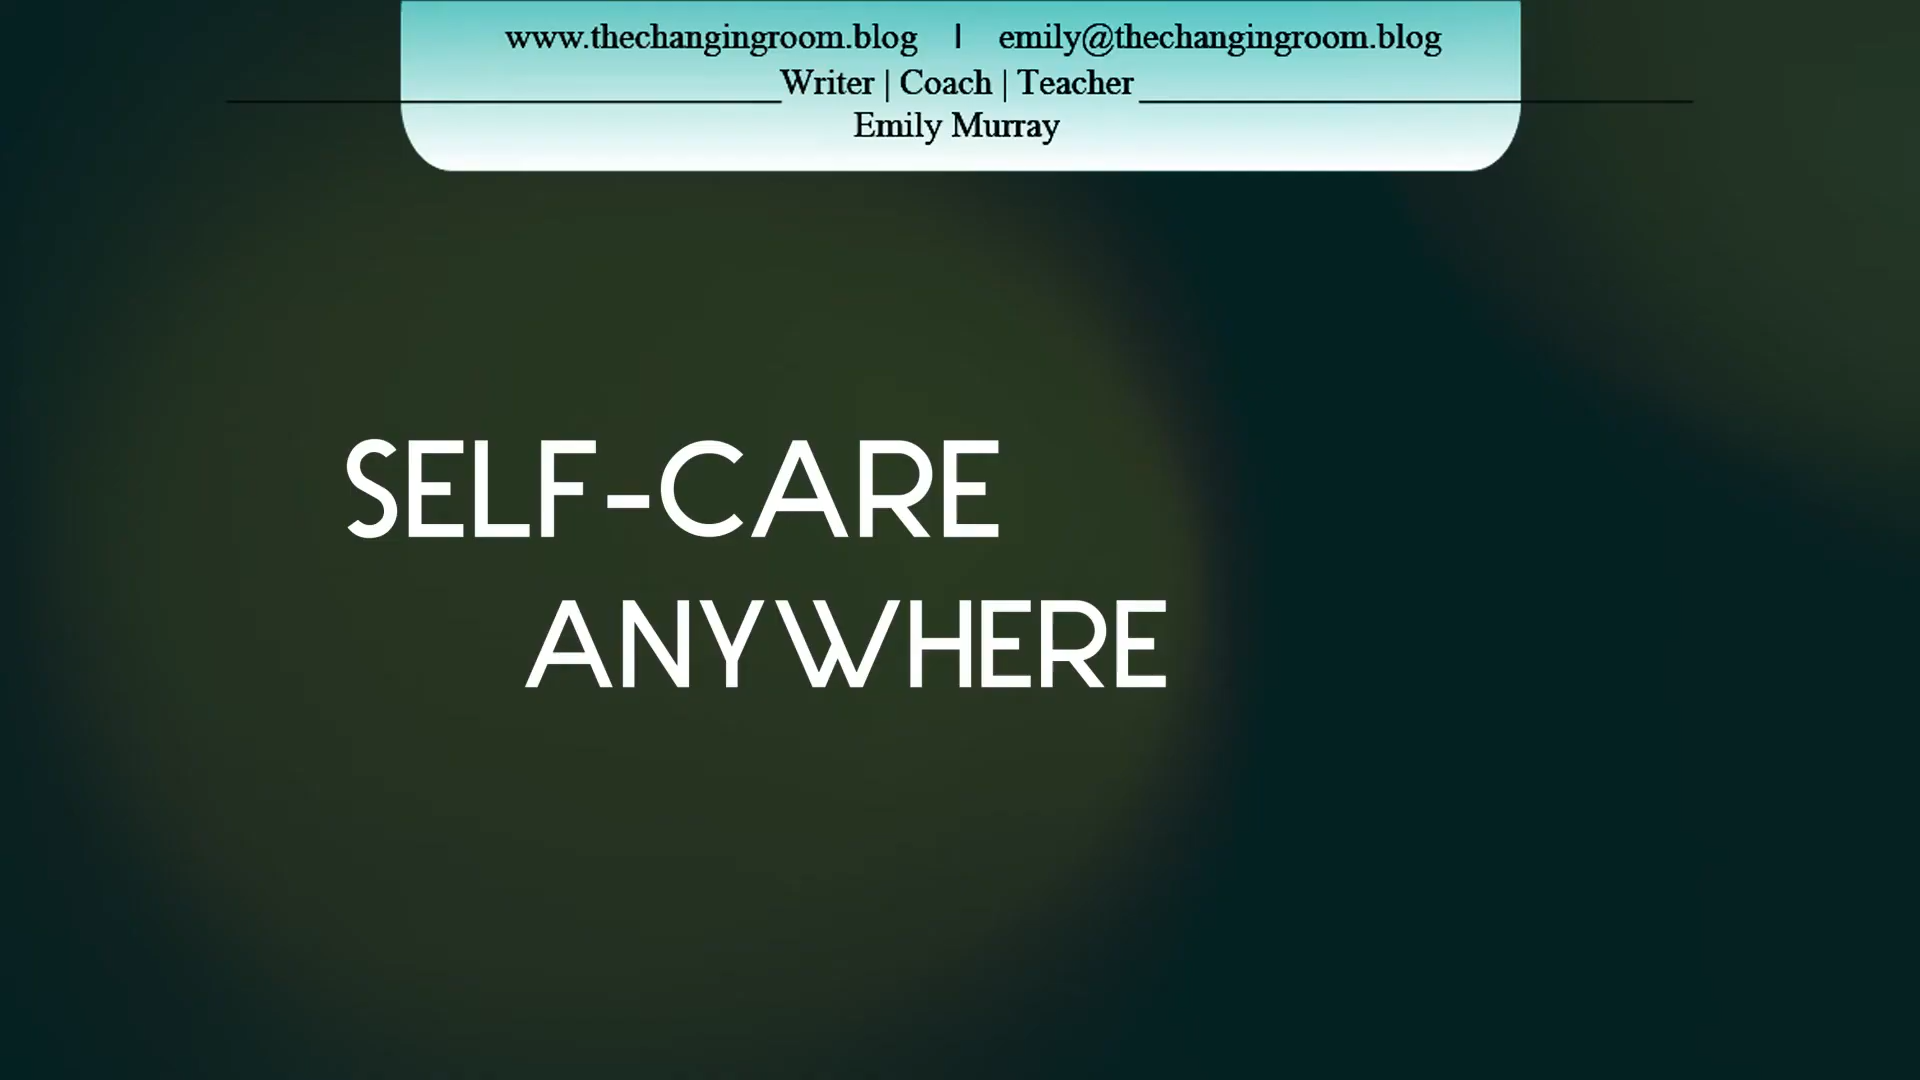 www.thechangingroom.blog | emily@thechangingroom.blog
Writer | Coach | Teacher
Emily Murray
SELF-CARE
ANYWHERE